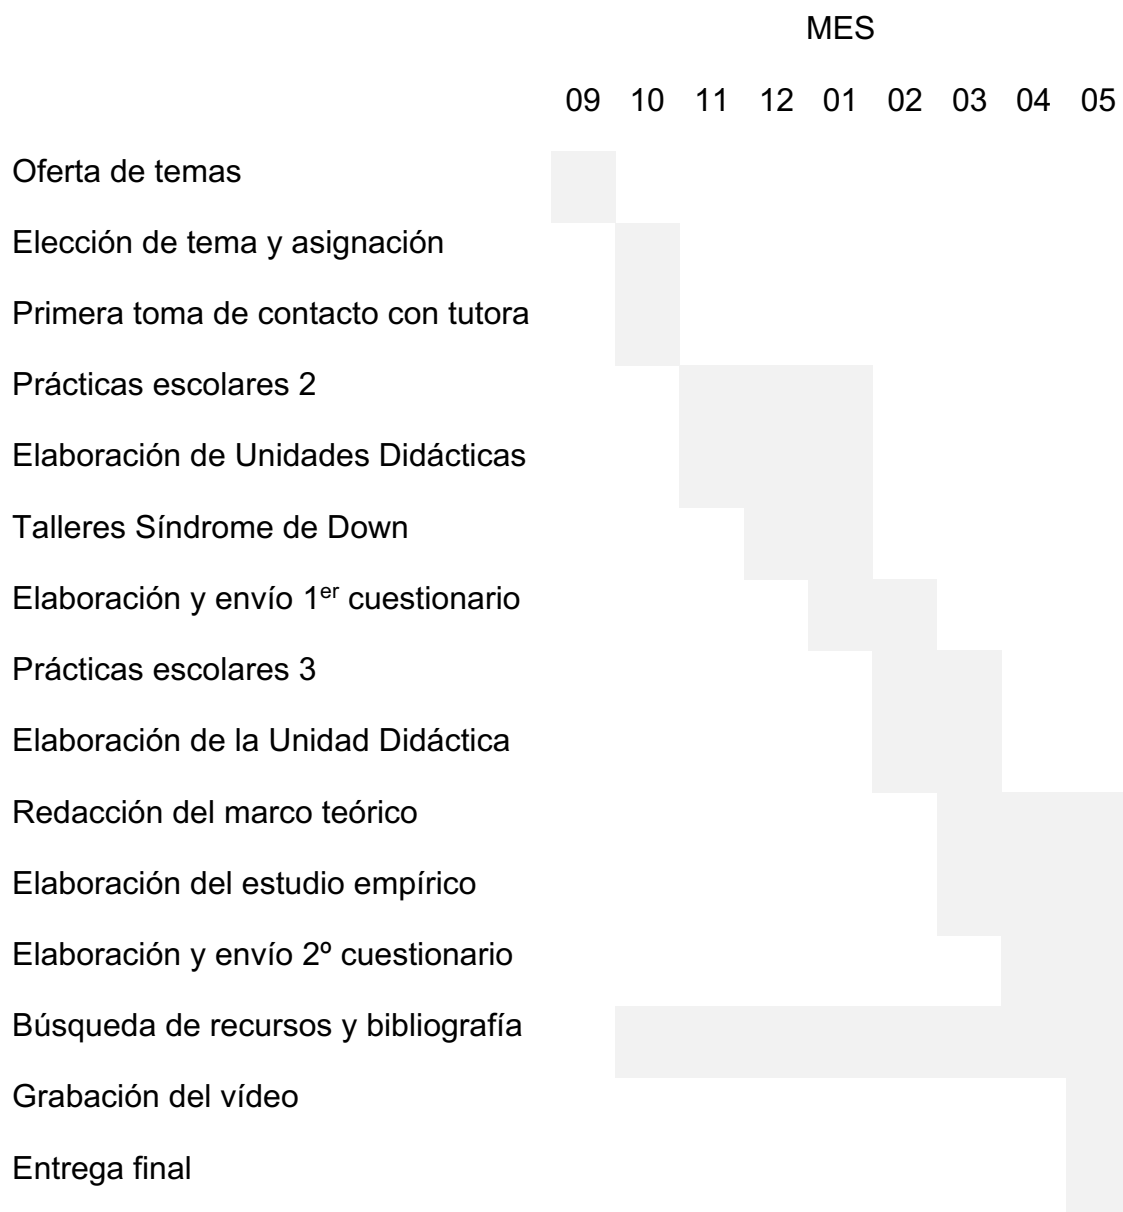 MES
09 10 11 12 01 02 03 04 05
Oferta de temas
Elección de tema y asignación
Primera toma de contacto con tutora
Prácticas escolares 2
Elaboración de Unidades Didácticas
Talleres Síndrome de Down
Elaboración y envío 1er cuestionario
Prácticas escolares 3
Elaboración de la Unidad Didáctica
Redacción del marco teórico
Elaboración del estudio empírico
Elaboración y envío 2º cuestionario
Búsqueda de recursos y bibliografía
Grabación del vídeo
Entrega final